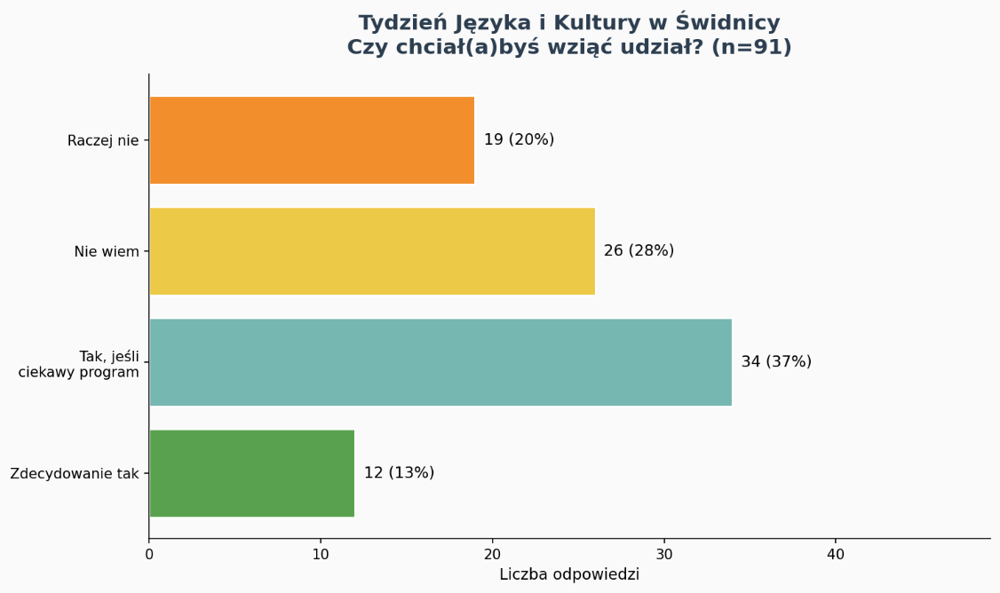 Tydzień Języka i Kultury w Świdnicy
Czy chciał(a)byś wziąć udział? (n=91)
Raczej nie
19 (20%)
Nie wiem
26 (28%)
Tak, jeśli
ciekawy program
34 (37%)
Zdecydowanie tak
12 (13%)
0 10 20 30 40
Liczba odpowiedzi